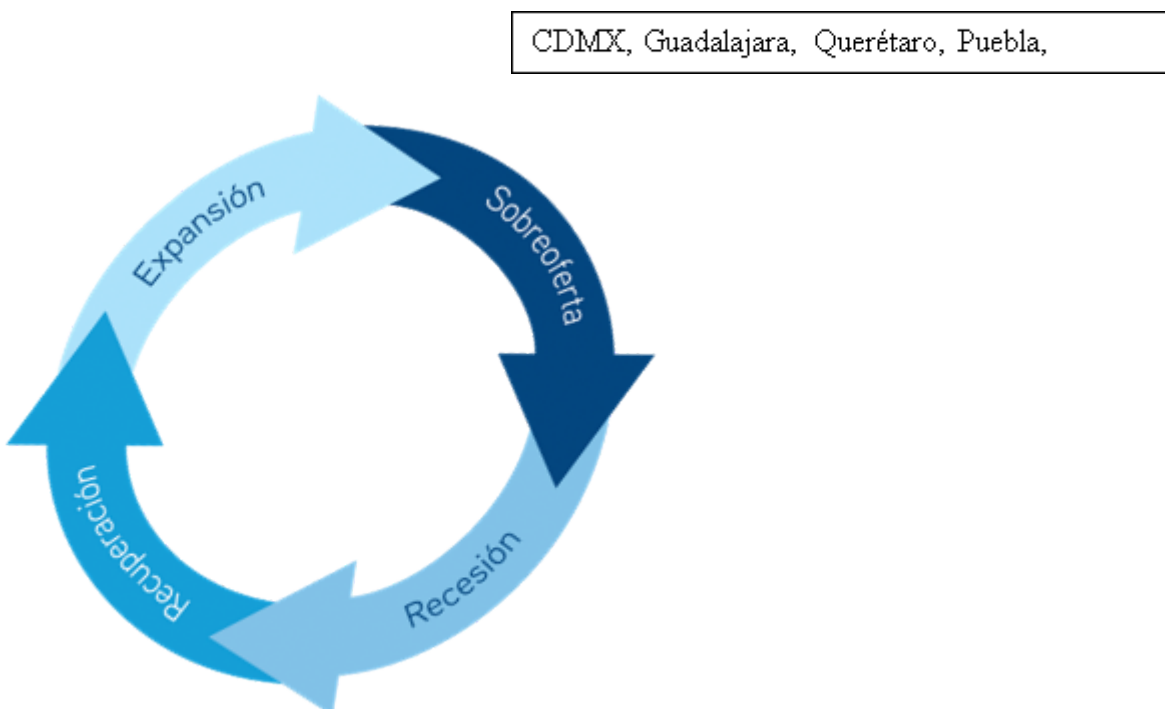 CDMX, Guadalajara, Querétaro, Puebla,
Expansión
Sobreoferta
Recesión
Recuperación